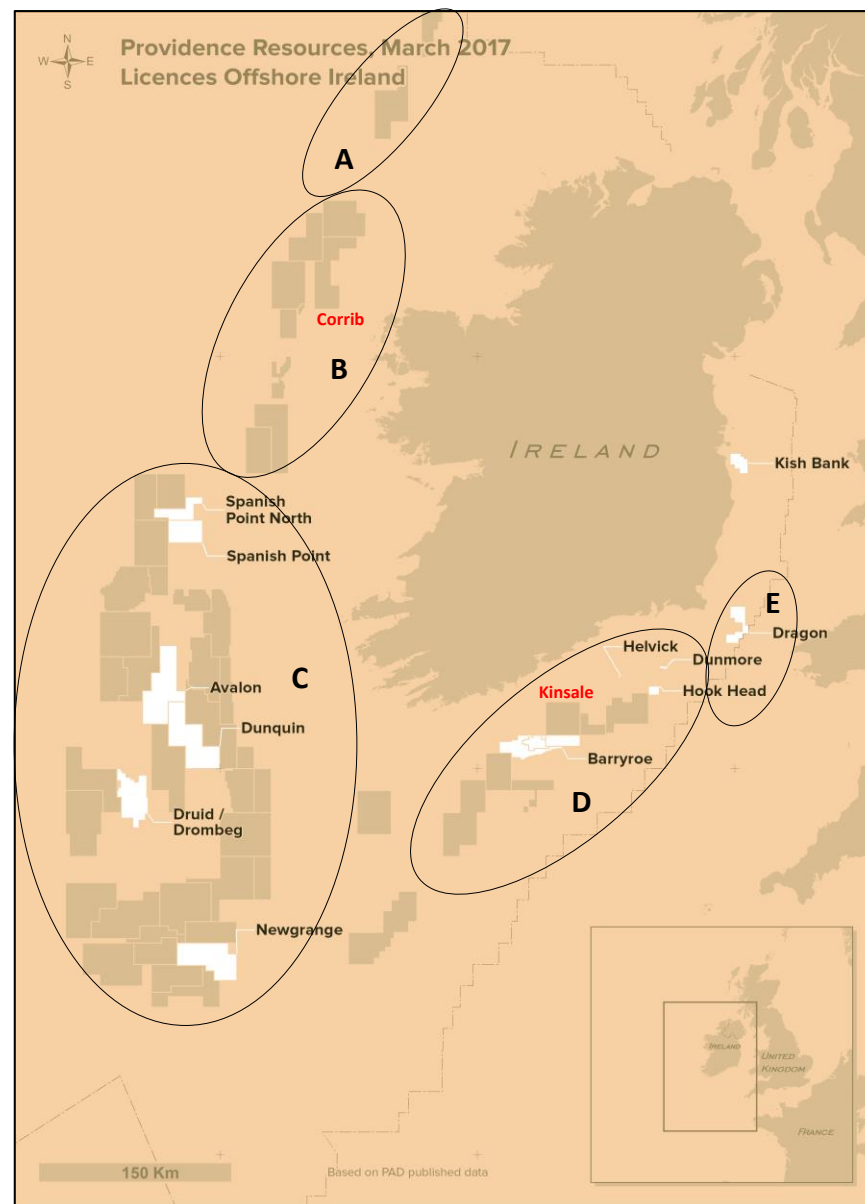 N
W E
S
Providence Resources, March 2017
Licences Offshore Ireland
A
Corrib
B
IRELAND
Kish Bank
Spanish
Point North
Spanish Point
E
Dragon
Helvick
Dunmore
C
Avalon
Kinsale
Hook Head
Dunquin
Barryroe
D
Druid /
Drombeg
Newgrange
IRELAND
UNITED
KINGDOM
FRANCE
150 Km
Based on PAD published data